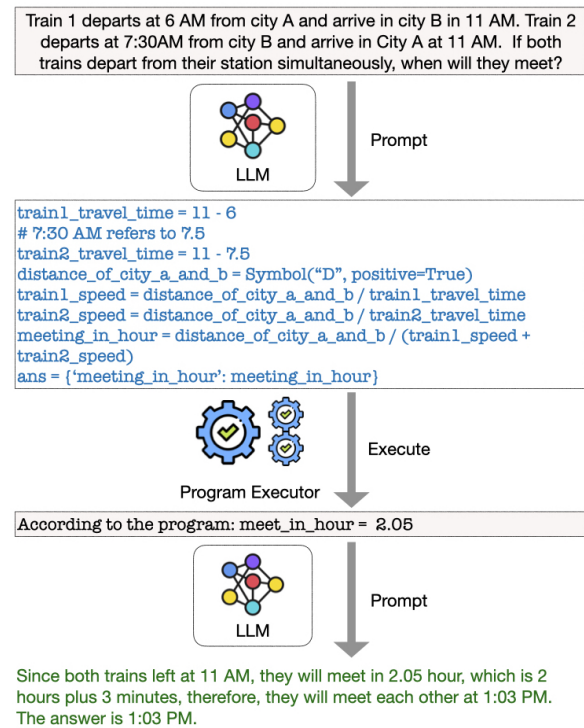 Train 1 departs at 6 AM from city A and arrive in city B in 11 AM. Train 2
departs at 7:30AM from city B and arrive in City A at 11 AM.  If both
trains depart from their station simultaneously, when will they meet?
LLM
Prompt
train1_travel_time = 11 - 6
# 7:30 AM refers to 7.5
train2_travel_time = 11 - 7.5
distance_of_city_a_and_b = Symbol(“D”, positive=True)
train1_speed = distance_of_city_a_and_b / train1_travel_time
train2_speed = distance_of_city_a_and_b / train2_travel_time
meeting_in_hour = distance_of_city_a_and_b / (train1_speed +
train2_speed)
ans = {‘meeting_in_hour’: meeting_in_hour}
Execute
Program Executor
According to the program: meet_in_hour =  2.05
LLM
Prompt
Since both trains left at 11 AM, they will meet in 2.05 hour, which is 2
hours plus 3 minutes, therefore, they will meet each other at 1:03 PM.
The answer is 1:03 PM.